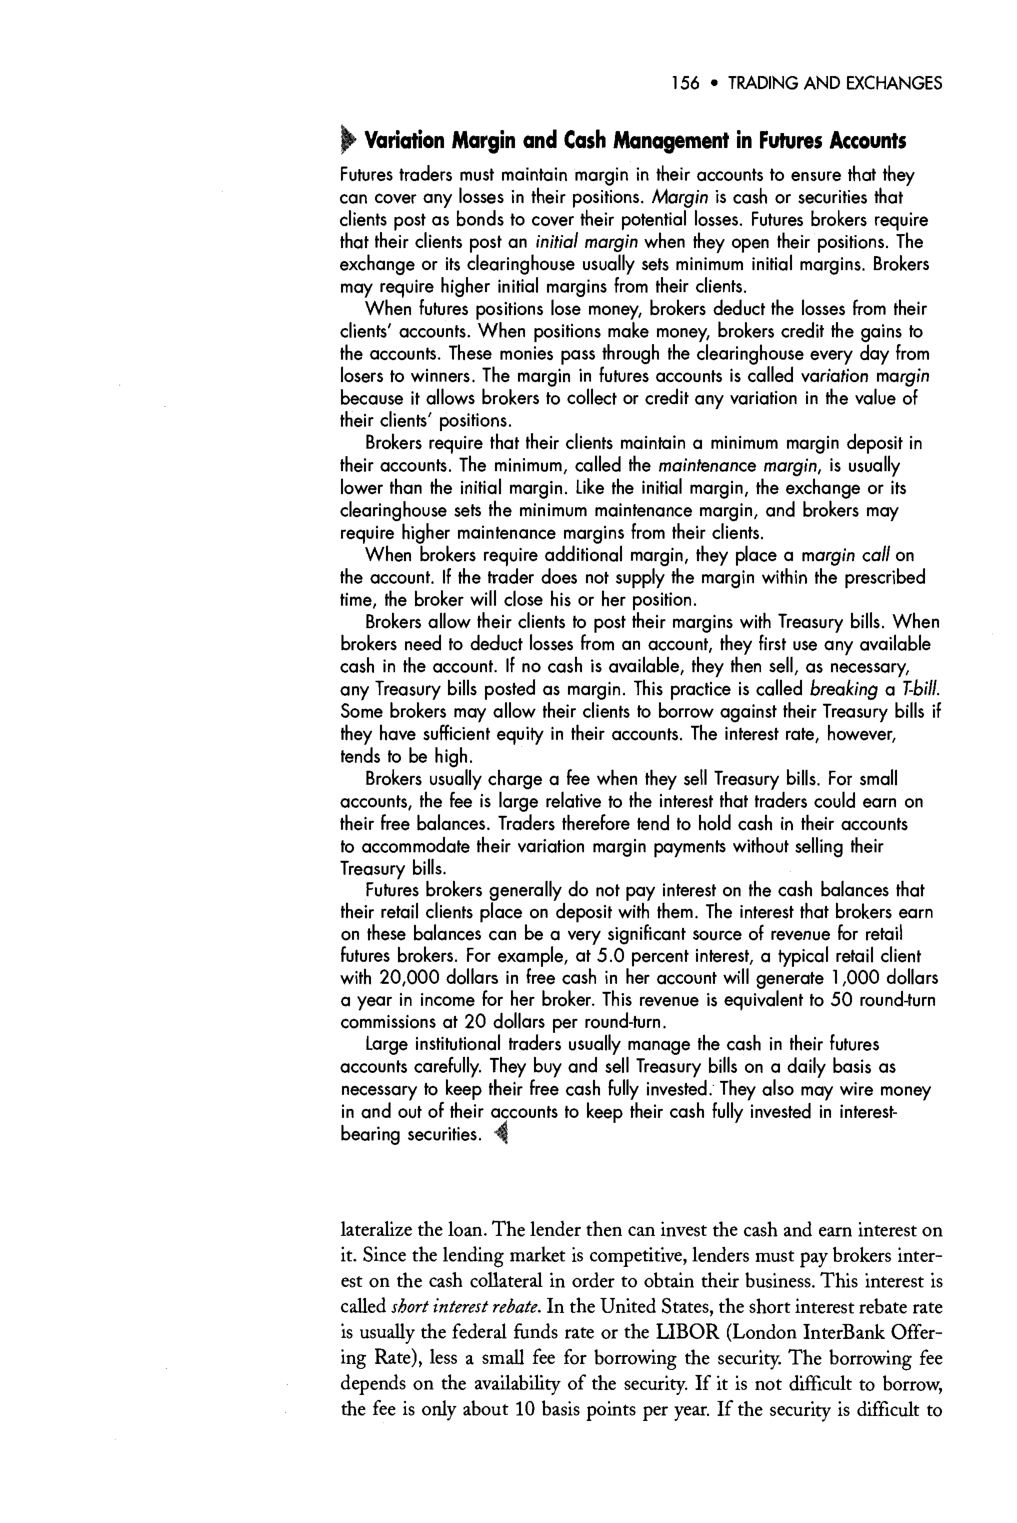 156 • TRADING AND EXCHANGES
Variation Margin and Cash Management in Futures Accounts
Futures traders must maintain margin in their accounts to ensure that they
can cover any losses in their positions. Margin is cash or securities that
clients post as bonds to cover their potential losses. Futures brokers require
that their clients post an initial margin when they open their positions. The
exchange or its clearinghouse usually sets minimum initial margins. Brokers
may require higher initial margins from their clients.
When futures positions lose money, brokers deduct the losses from their
clients' accounts. When positions make money, brokers credit the gains to
the accounts. These monies pass through the clearinghouse every day from
losers to winners. The margin in futures accounts is called variation margin
because it allows brokers to collect or credit any variation in the value of
their clients' positions.
Brokers require that their clients maintain a minimum margin deposit in
their accounts. The minimum, called the maintenance margin, is usually
lower than the initial margin. Like the initial margin, the exchange or its
clearinghouse sets the minimum maintenance margin, and brokers may
require higher maintenance margins from their clients.
When brokers require additional margin, they place a margin call on
the account. If the trader does not supply the margin within the prescribed
time, the broker will close his or her position.
Brokers allow their clients to post their margins with Treasury bills. When
brokers need to deduct losses from an account, they first use any available
cash in the account. If no cash is available, they then sell, as necessary,
any Treasury bills posted as margin. This practice is called breaking a T-bill.
Some brokers may allow their clients to borrow against their Treasury bills if
they have sufficient equity in their accounts. The interest rate, however,
tends to be high.
Brokers usually charge a fee when they sell Treasury bills. For small
accounts, the fee is large relative to the interest that traders could earn on
their free balances. Traders therefore tend to hold cash in their accounts
to accommodate their variation margin payments without selling their
Treasury bills.
Futures brokers generally do not pay interest on the cash balances that
their retail clients place on deposit with them. The interest that brokers earn
on these balances can be a very significant source of revenue for retail
futures brokers. For example, at 5.0 percent interest, a typical retail client
with 20,000 dollars in free cash in her account will generate 1,000 dollars
a year in income for her broker. This revenue is equivalent to 50 round-turn
commissions at 20 dollars per round-turn.
Large institutional traders usually manage the cash in their futures
accounts carefully. They buy and sell Treasury bills on a daily basis as
necessary to keep their free cash fully invested. They also may wire money
in and out of their accounts to keep their cash fully invested in interest-
bearing securities.
lateralize the loan. The lender then can invest the cash and earn interest on
it. Since the lending market is competitive, lenders must pay brokers inter-
est on the cash collateral in order to obtain their business. This interest is
called short interest rebate. In the United States, the short interest rebate rate
is usually the federal funds rate or the LIBOR (London InterBank Offer-
ing Rate), less a small fee for borrowing the security. The borrowing fee
depends on the availability of the security. If it is not difficult to borrow,
the fee is only about 10 basis points per year. If the security is difficult to